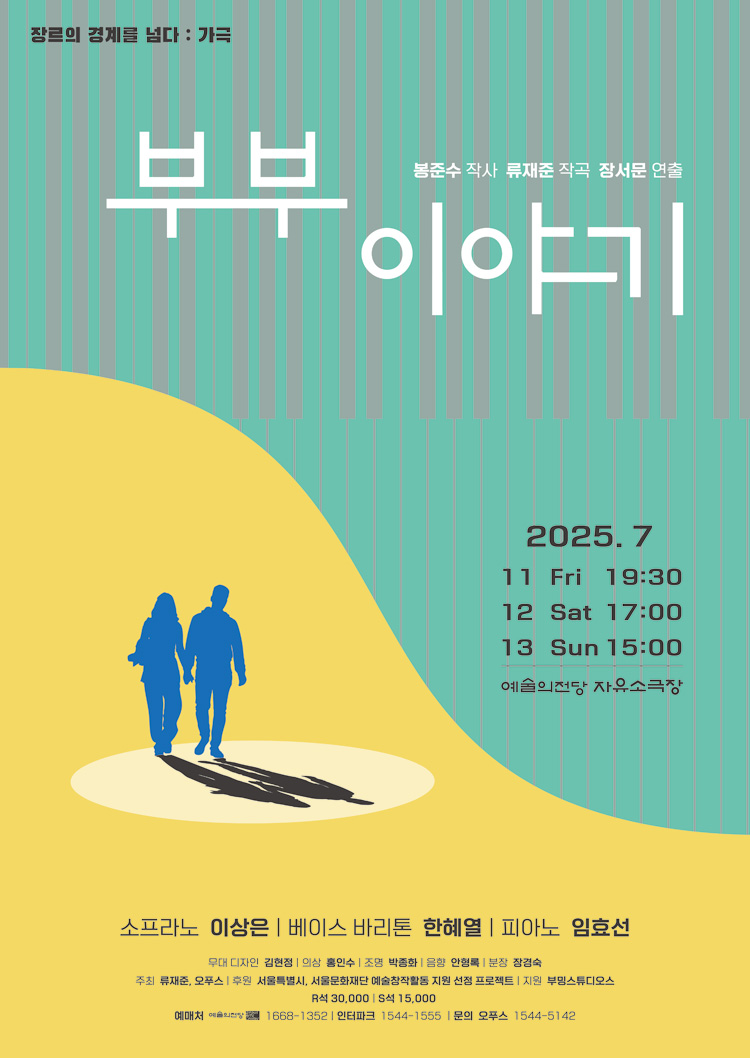 장르의 경계를 넘다 : 가극
부부
봉준수 작사 류재준 작곡 장서문 연출
이야기
2025. 7
11 Fri 19:30
12 Sat 17:00
13 Sun 15:00
예술의전당 자유소극장
소프라노 이상은 | 베이스 바리톤 한혜열 | 피아노 임효선
무대 디자인 김현정 | 의상 홍인수 | 조명 박종화 | 음향 안형록 | 분장 장경숙
주최 류재준, 오푸스 | 후원 서울특별시, 서울문화재단 예술창작활동 지원 선정 프로젝트 | 지원 부밍스튜디오스
R석 30,000 | S석 15,000
예매처 예술의전당 1668-1352 | 인터파크 1544-1555 | 문의 오푸스 1544-5142